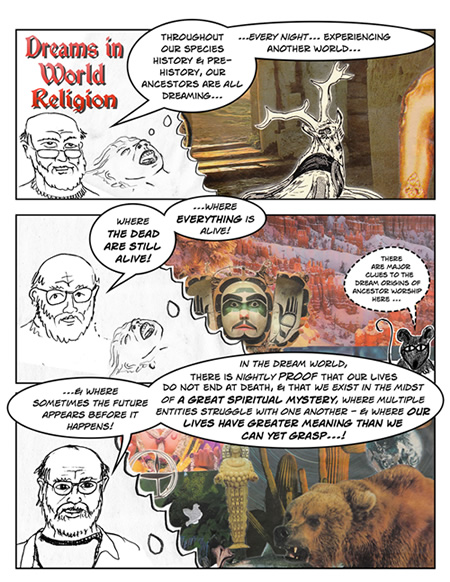 Dreams in
World
Religion
THROUGHOUT
OUR SPECIES
HISTORY & PRE-
HISTORY, OUR
ANCESTORS ARE ALL
DREAMING...
...EVERY NIGHT... EXPERIENCING
ANOTHER WORLD...
WHERE
THE DEAD
ARE STILL
ALIVE!
...WHERE
EVERYTHING IS
ALIVE!
THERE
ARE MAJOR
CLUES TO THE
DREAM ORIGINS OF
ANCESTOR WORSHIP
HERE ...
...& WHERE
SOMETIMES THE FUTURE
APPEARS BEFORE IT
HAPPENS!
IN THE DREAM WORLD,
THERE IS NIGHTLY PROOF THAT OUR LIVES
DO NOT END AT DEATH, & THAT WE EXIST IN THE MIDST
OF A GREAT SPIRITUAL MYSTERY, WHERE MULTIPLE
ENTITIES STRUGGLE WITH ONE ANOTHER – & WHERE OUR
LIVES HAVE GREATER MEANING THAN WE
CAN YET GRASP...!